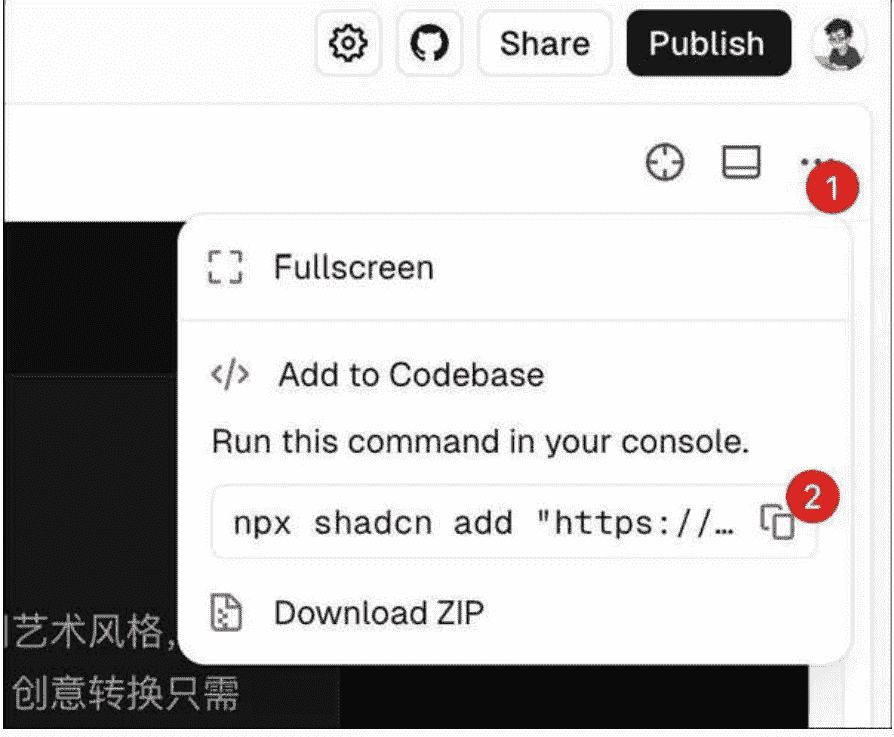 Share Publish
1
Fullscreen
Add to Codebase
Run this command in your console.
npx shadcn add "https://…
2
Download ZIP
艺术风格,
创意转换只需